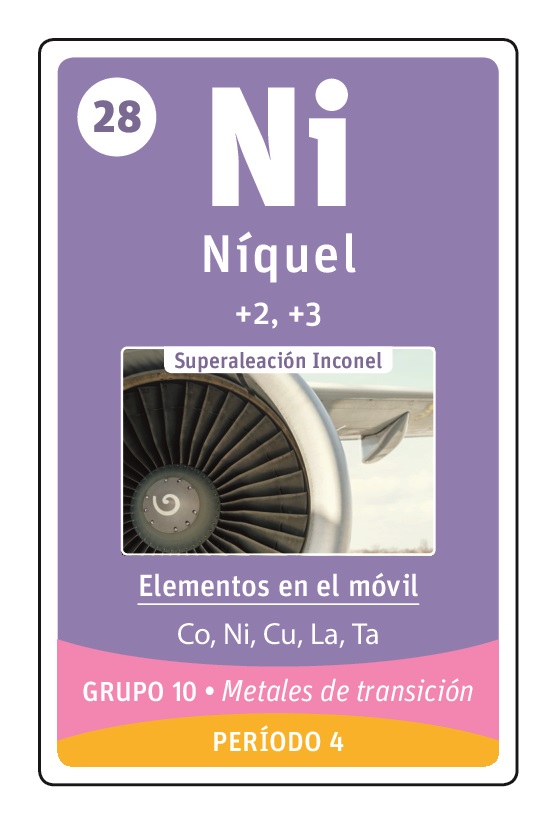 28
Ni
Níquel
+2, +3
Superaleación Inconel
Elementos en el móvil
Co, Ni, Cu, La, Ta
GRUPO 10 • Metales de transición
PERÍODO 4